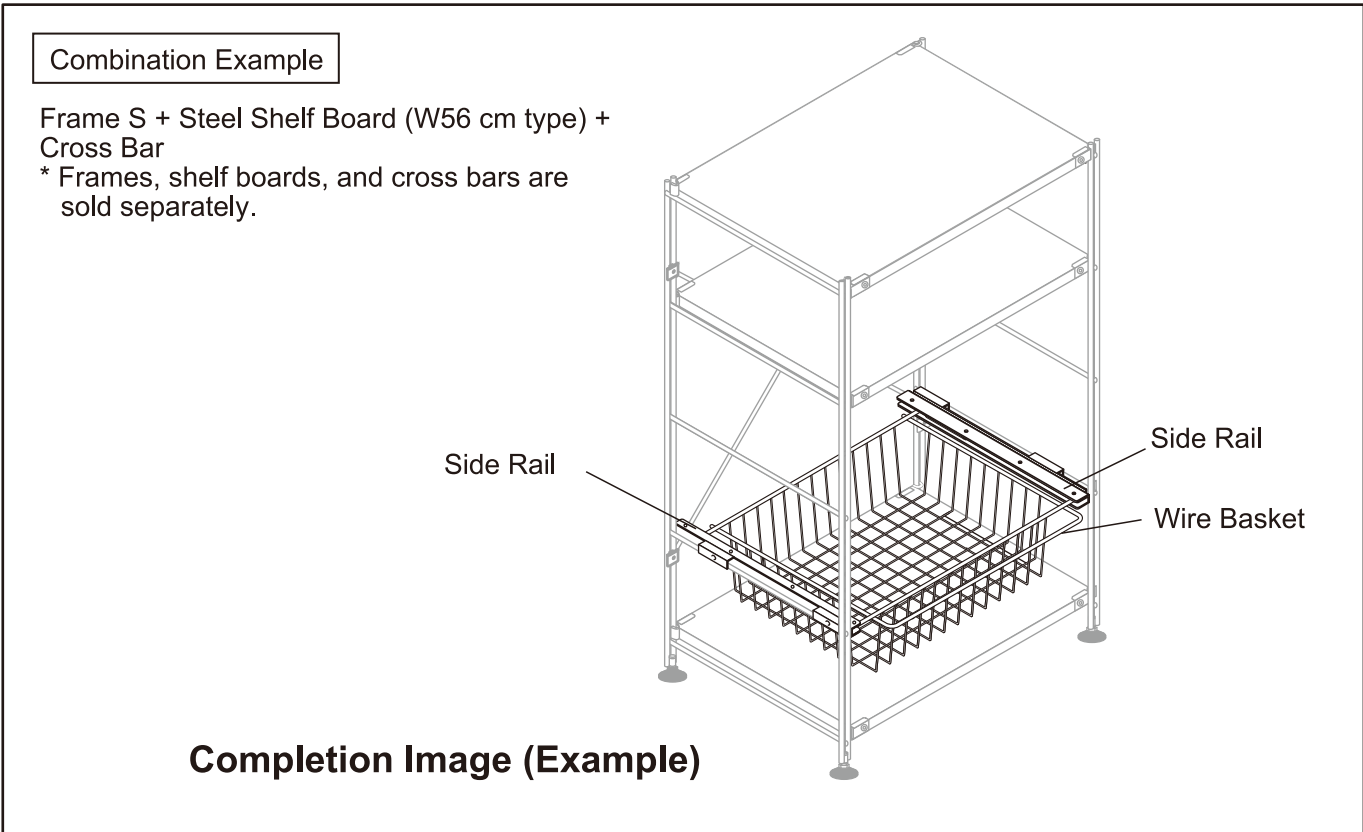 Combination Example
Frame S + Steel Shelf Board (W56 cm type) +
Cross Bar
* Frames, shelf boards, and cross bars are
sold separately.
Side Rail
Side Rail
Wire Basket
Completion Image (Example)